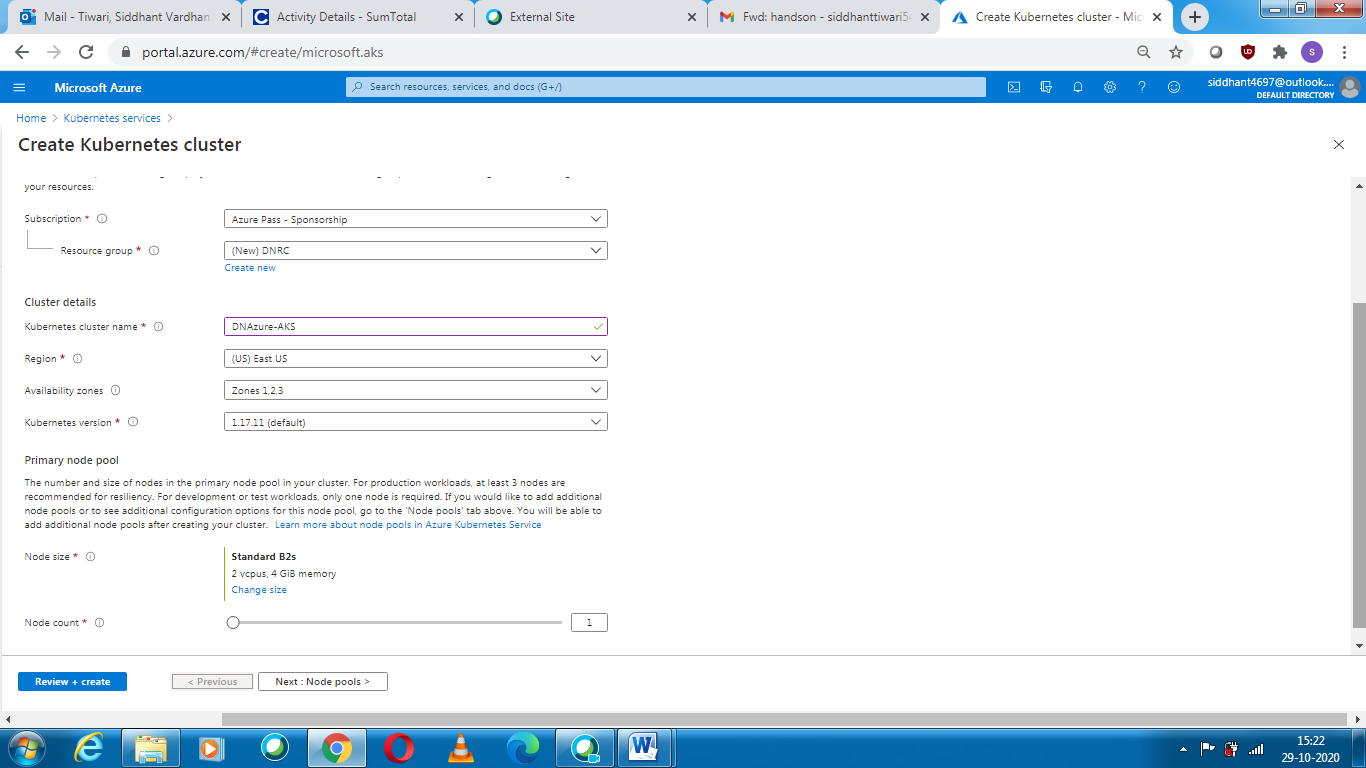 Mail - Tiwari, Siddhant Vardhan
Activity Details - SumTotal
External Site
Fwd: handson - siddhanttiwari54
Create Kubernetes cluster - Mic
portal.azure.com/#create/microsoft.aks
S
Microsoft Azure
Search resources, services, and docs (G+/)
siddhant4697@outlook....
DEFAULT DIRECTORY
Home > Kubernetes services >
Create Kubernetes cluster
your resources.
Subscription *
Azure Pass - Sponsorship
Resource group *
(New) DNRC
Create new
Cluster details
Kubernetes cluster name *
DNAzure-AKS
Region *
(US) East US
Availability zones
Zones 1,2,3
Kubernetes version *
1.17.11 (default)
Primary node pool
The number and size of nodes in the primary node pool in your cluster. For production workloads, at least 3 nodes are
recommended for resiliency. For development or test workloads, only one node is required. If you would like to add additional
node pools or to see additional configuration options for this node pool, go to the 'Node pools' tab above. You will be able to
add additional node pools after creating your cluster. Learn more about node pools in Azure Kubernetes Service
Node size *
Standard B2s
2 vcpus, 4 GiB memory
Change size
Node count *
1
Review + create
< Previous
Next : Node pools >
15:22
29-10-2020